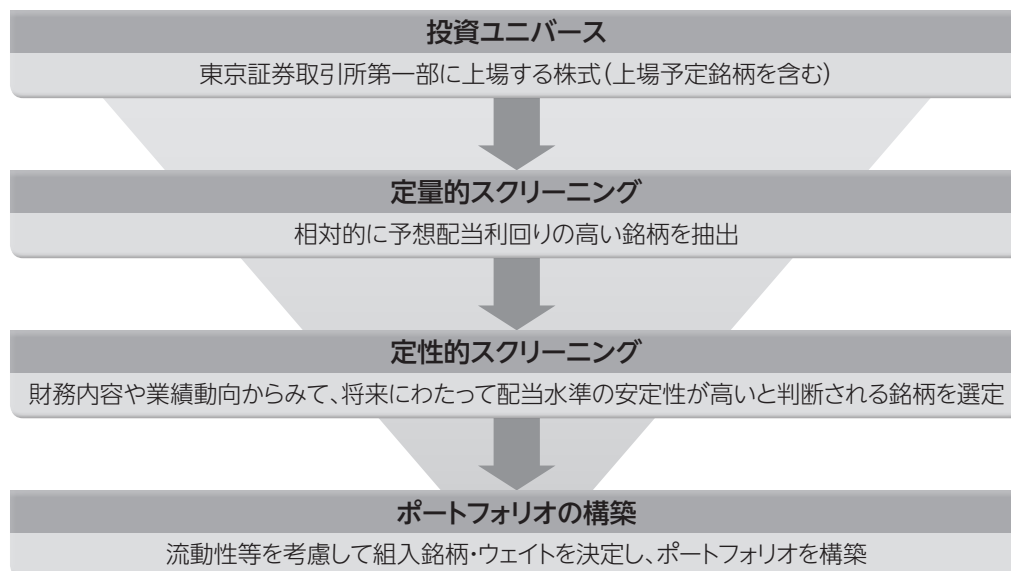 投資ユニバース
東京証券取引所第一部に上場する株式(上場予定銘柄を含む)
定量的スクリーニング
相対的に予想配当利回りの高い銘柄を抽出
定性的スクリーニング
財務内容や業績動向からみて、将来にわたって配当水準の安定性が高いと判断される銘柄を選定
ポートフォリオの構築
流動性等を考慮して組入銘柄・ウェイトを決定し、ポートフォリオを構築